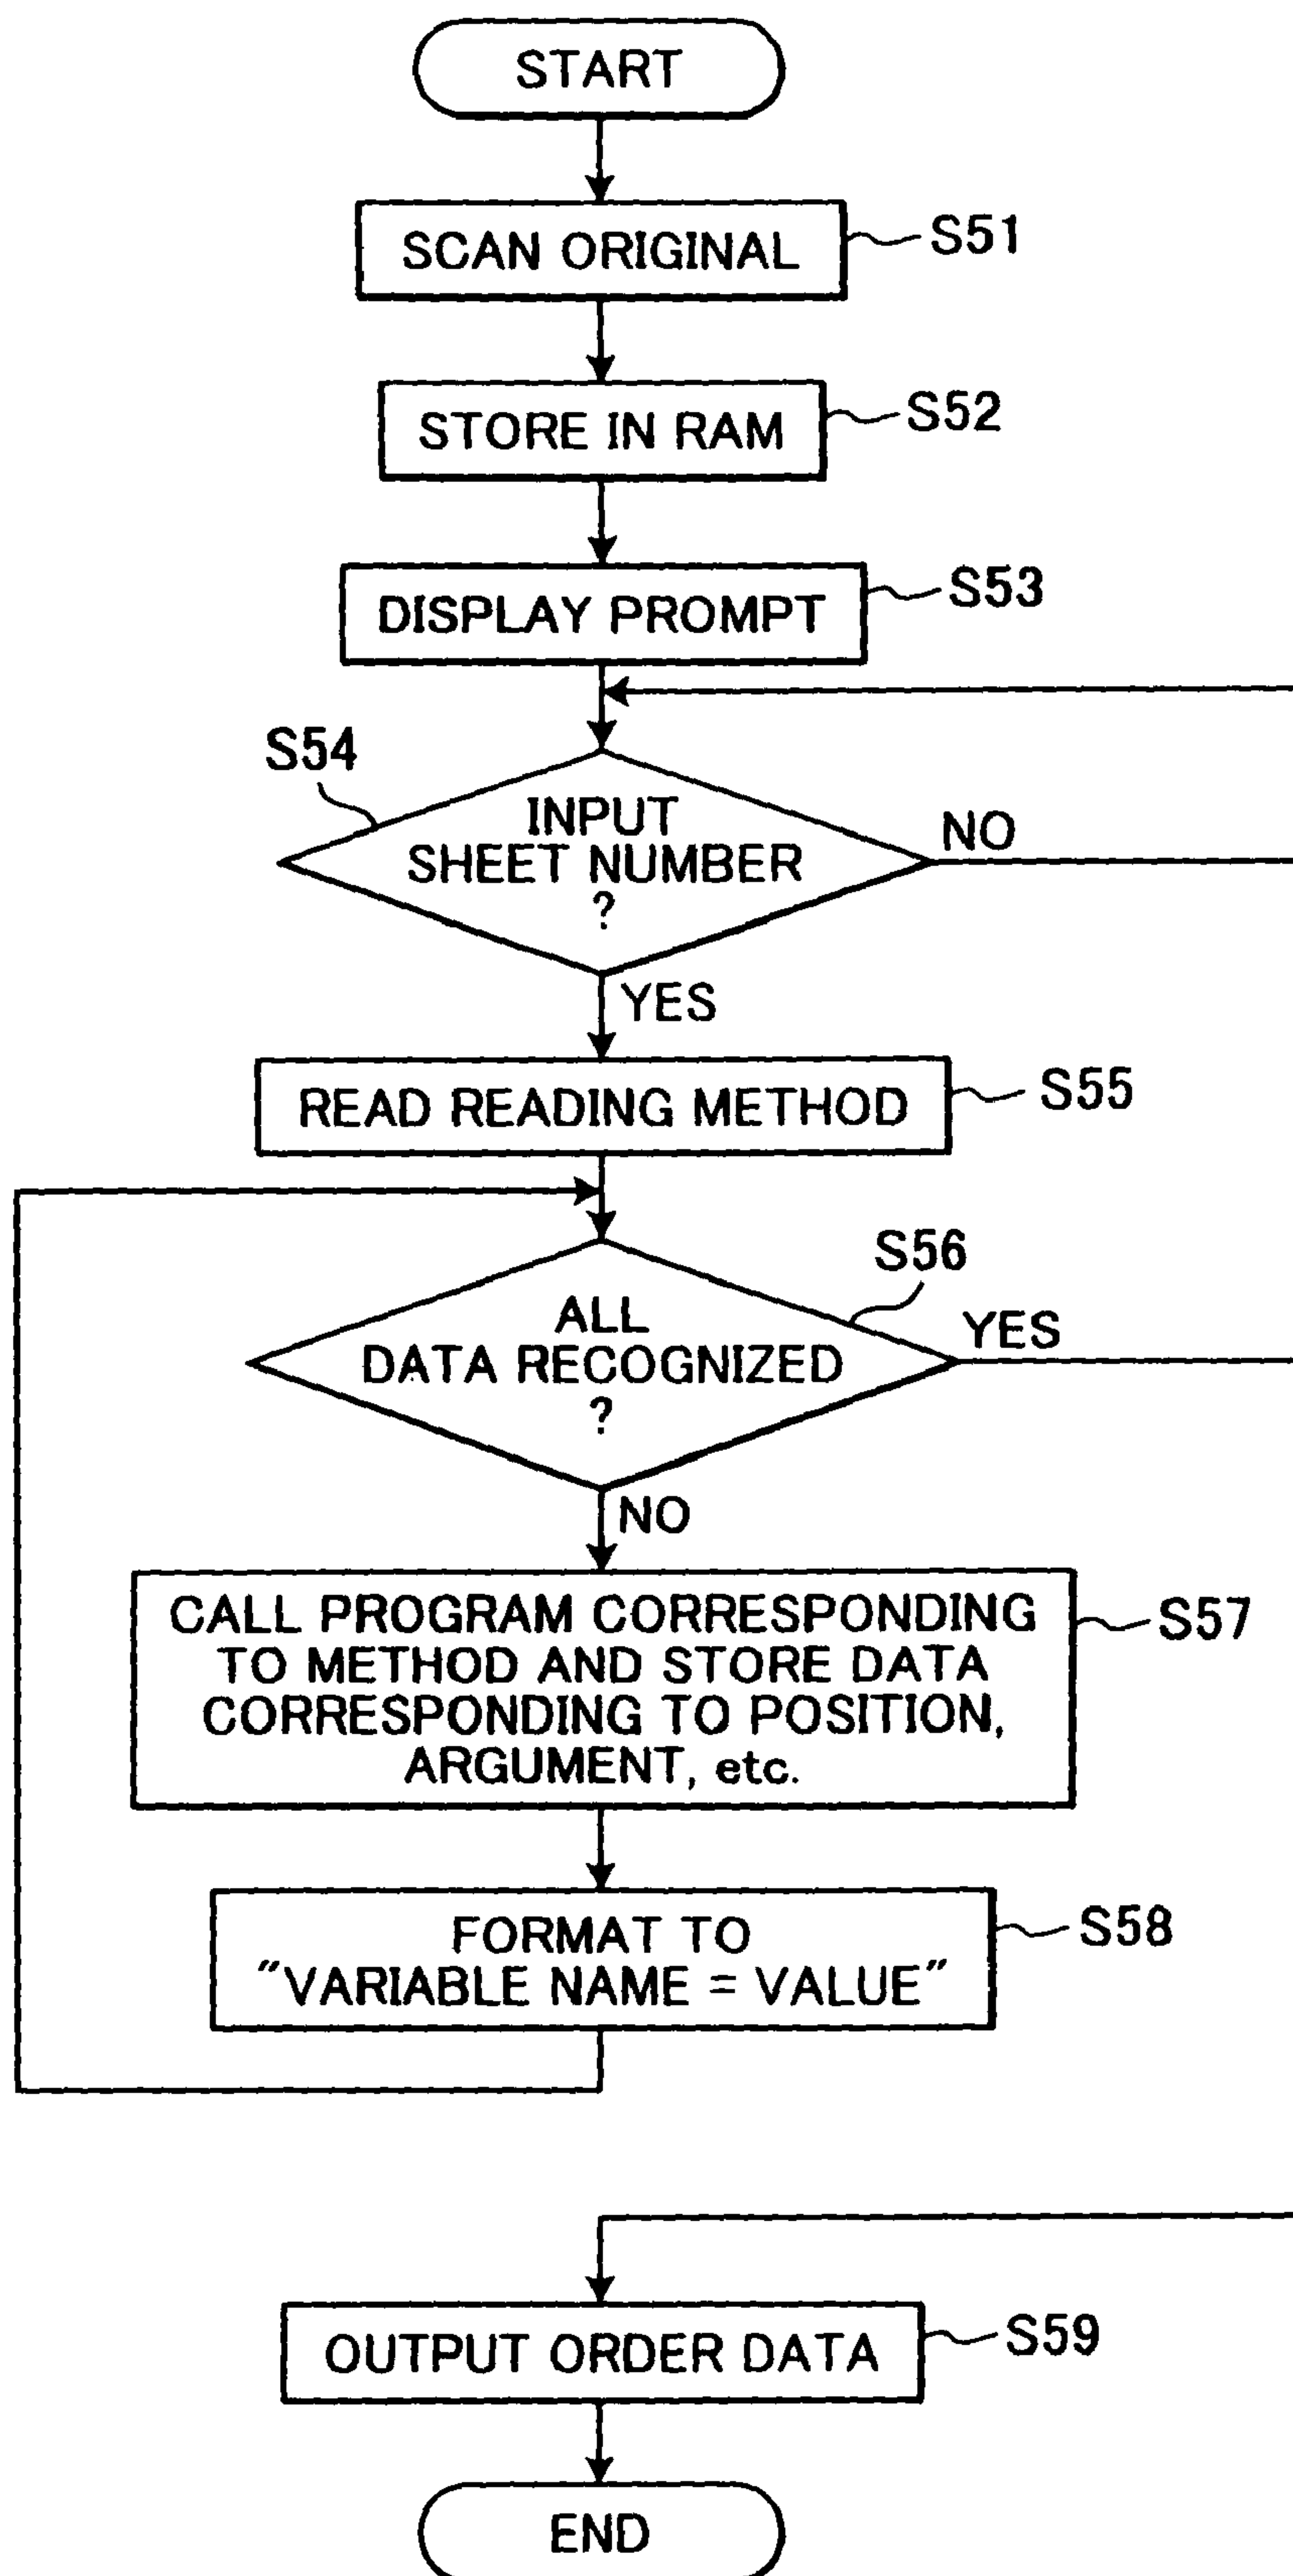 START
SCAN ORIGINAL
S51
STORE IN RAM
S52
DISPLAY PROMPT
S53
S54
INPUT
SHEET NUMBER
?
NO
YES
READ READING METHOD
S55
S56
ALL
DATA RECOGNIZED
?
YES
NO
CALL PROGRAM CORRESPONDING
TO METHOD AND STORE DATA
CORRESPONDING TO POSITION,
ARGUMENT, etc.
S57
FORMAT TO
"VARIABLE NAME = VALUE"
S58
OUTPUT ORDER DATA
S59
END